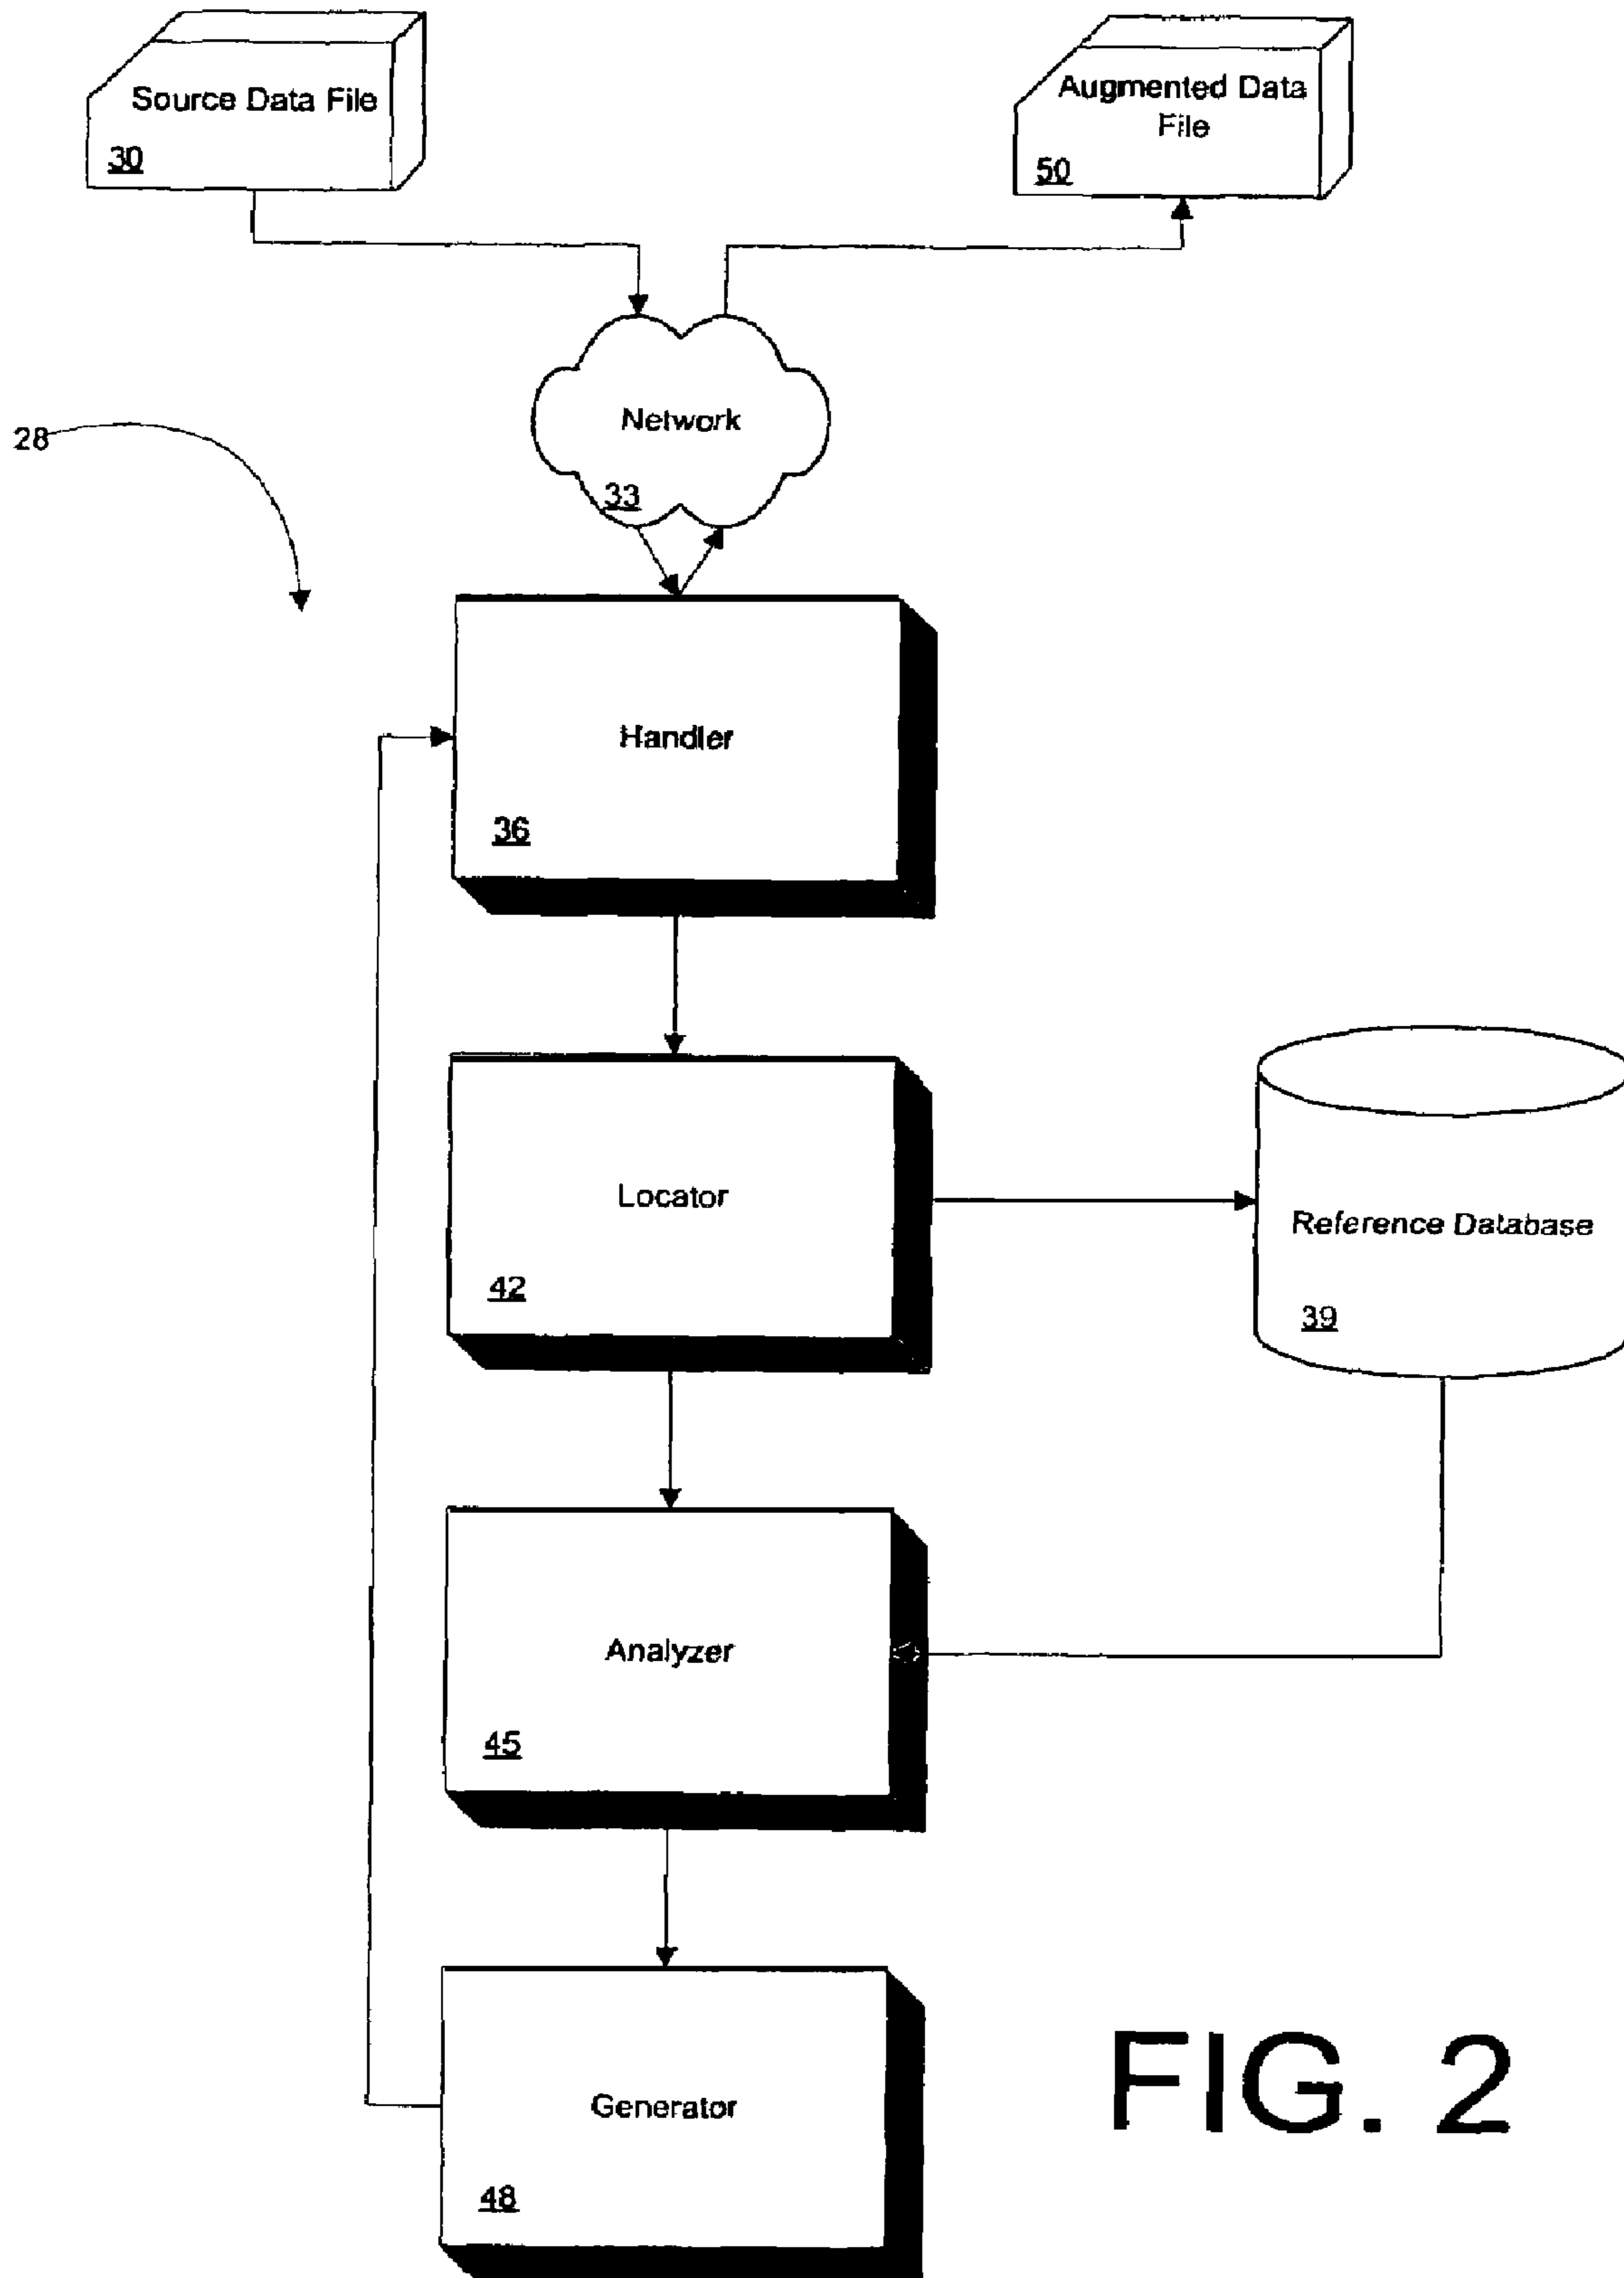 Source Data File
30
Augmented Data
File
50
Network
33
28
Handler
36
Locator
42
Reference Database
39
Analyzer
45
Generator
48
FIG. 2